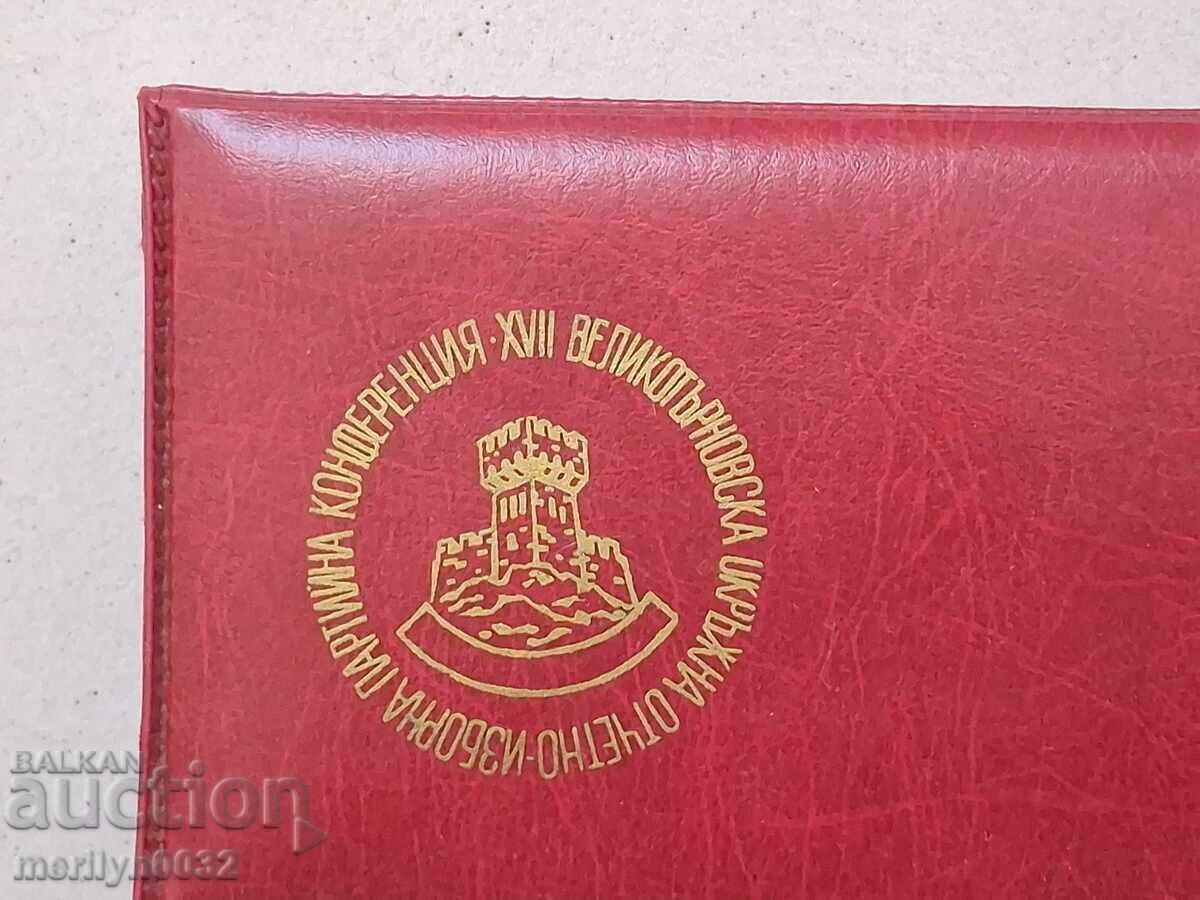 XVII ВЕЛИКОТЪРНОВСКА ОКРЪЖНА ОТЧЕТНО-ИЗБОРНА ПАРТИЙНА КОНФЕРЕНЦИЯ ·
BALKAN
auction
merilyn0032